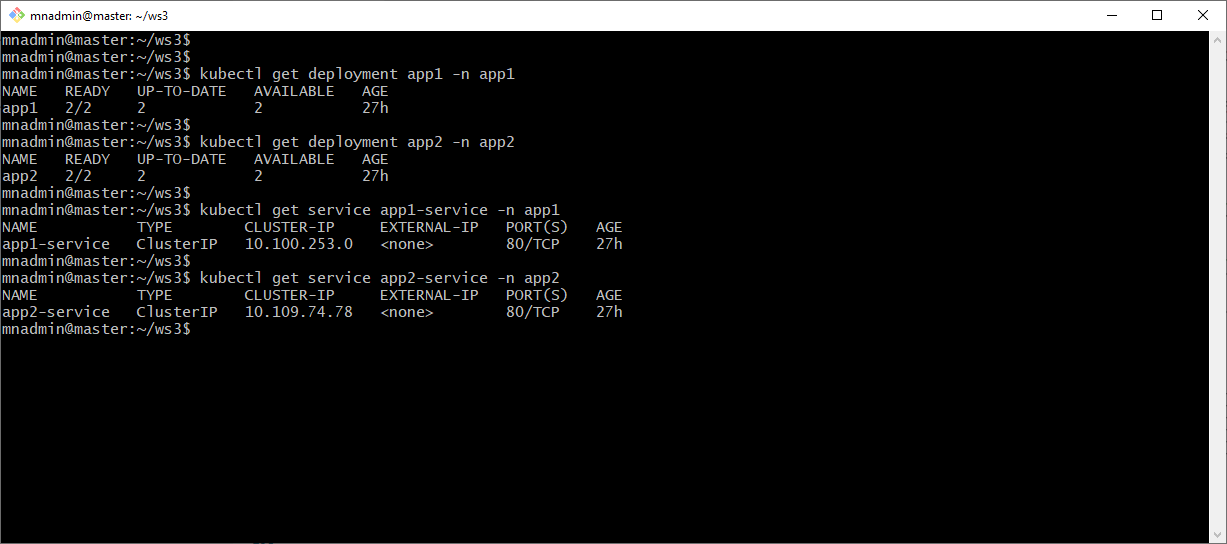 mnadmin@master: ~/ws3
mnadmin@master:~/ws3$
mnadmin@master:~/ws3$
mnadmin@master:~/ws3$ kubectl get deployment app1 -n app1
NAME   READY   UP-TO-DATE   AVAILABLE   AGE
app1   2/2     2            2           27h
mnadmin@master:~/ws3$
mnadmin@master:~/ws3$ kubectl get deployment app2 -n app2
NAME   READY   UP-TO-DATE   AVAILABLE   AGE
app2   2/2     2            2           27h
mnadmin@master:~/ws3$
mnadmin@master:~/ws3$ kubectl get service app1-service -n app1
NAME           TYPE        CLUSTER-IP     EXTERNAL-IP   PORT(S)   AGE
app1-service   ClusterIP   10.100.253.0   <none>        80/TCP    27h
mnadmin@master:~/ws3$
mnadmin@master:~/ws3$ kubectl get service app2-service -n app2
NAME           TYPE        CLUSTER-IP     EXTERNAL-IP   PORT(S)   AGE
app2-service   ClusterIP   10.109.74.78   <none>        80/TCP    27h
mnadmin@master:~/ws3$